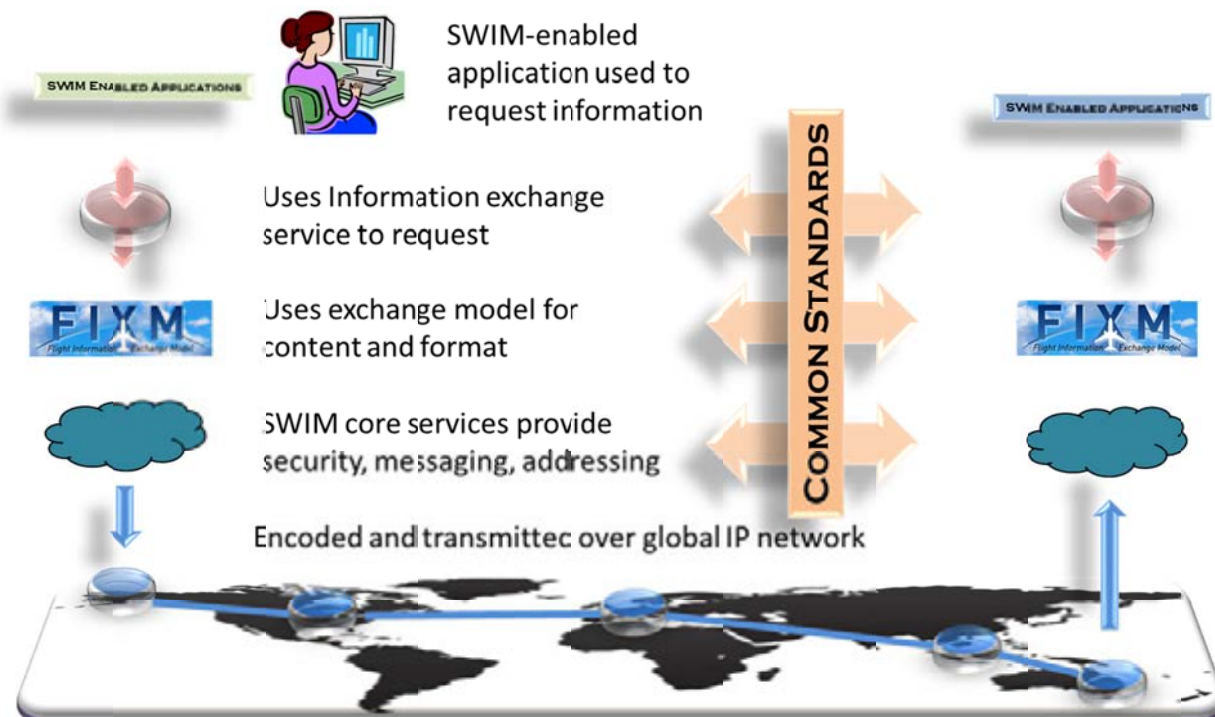 SWIM-enabled
application used to
request information
SWIM ENABLED APPLICATIONS
SWIM ENABLED APPLICATIONS
COMMON STANDARDS
Uses Information exchange
service to request
FIXM
Flight Information Exchange Model
Uses exchange model for
content and format
FIXM
Flight Information Exchange Model
SWIM core services provide
security, messaging, addressing
Encoded and transmitted over global IP network